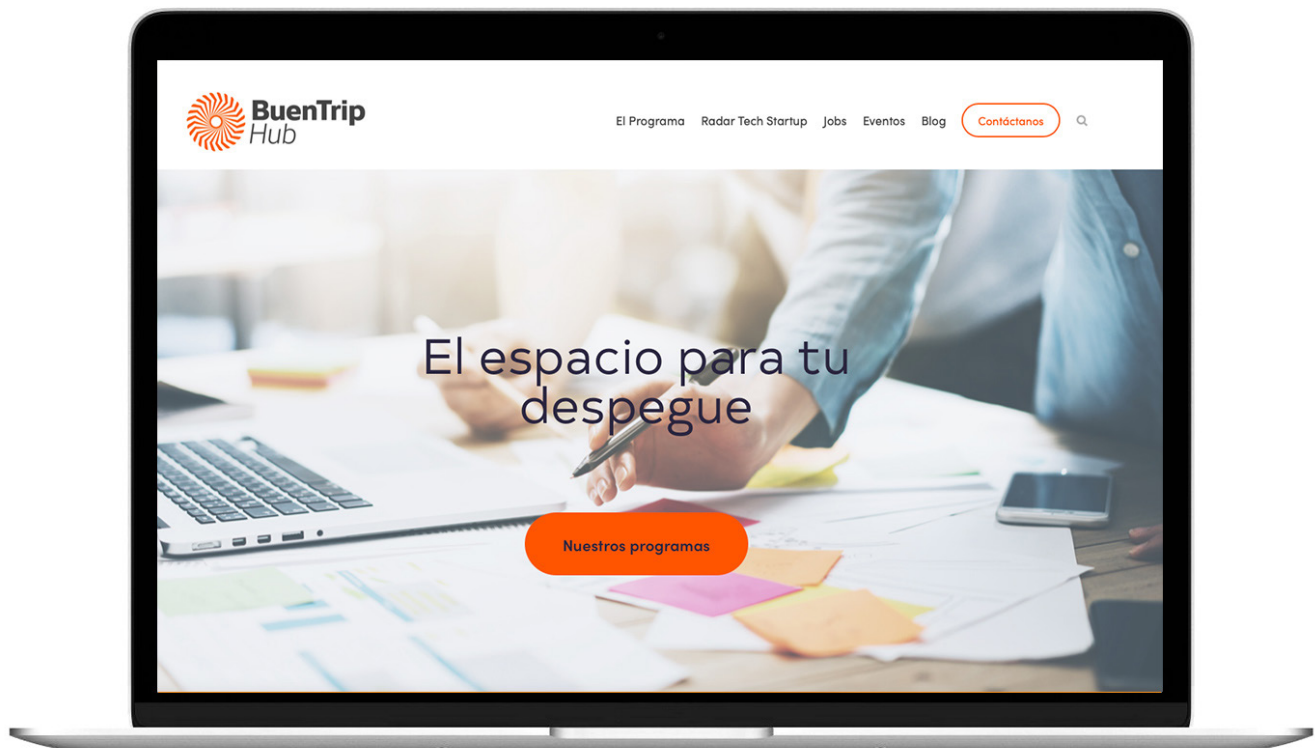 BuenTrip
Hub
El Programa Radar Tech Startup Jobs Eventos Blog Contáctanos
El espacio para tu
despegue
Nuestros programas